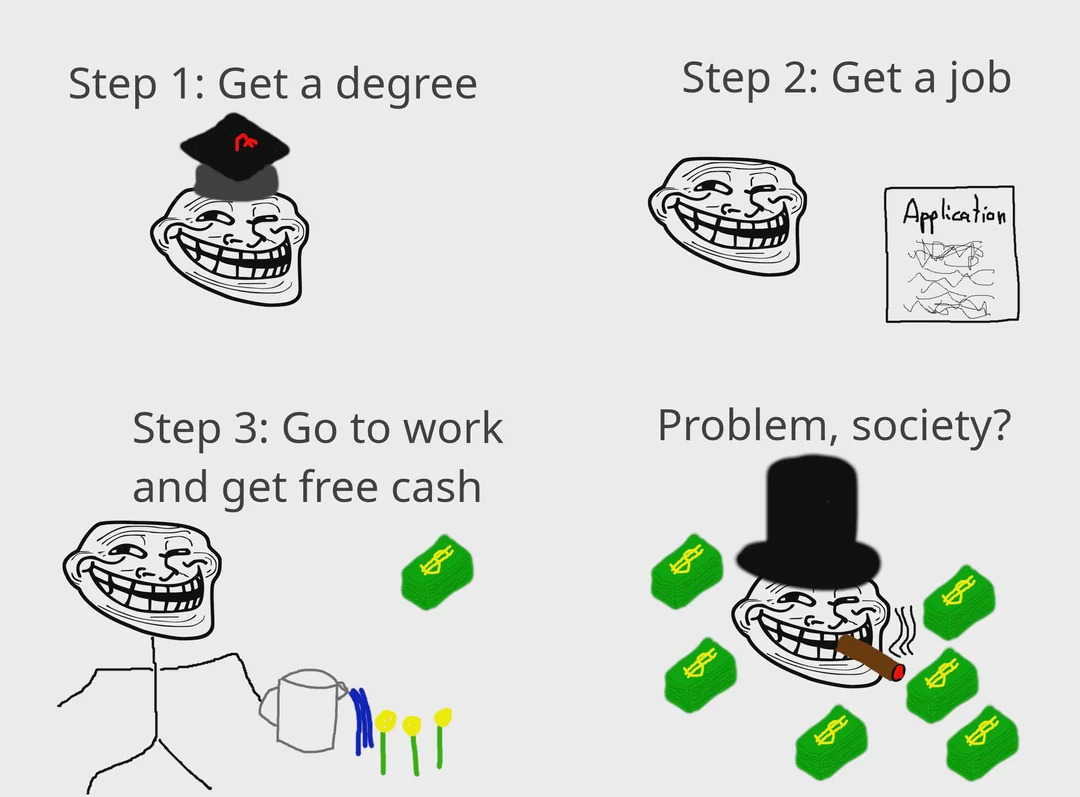 Step 1: Get a degree
Step 2: Get a job
Application
Step 3: Go to work
and get free cash
Problem, society?